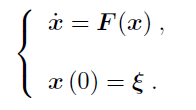 ẋ = F(x) ,
x (0) = ξ .